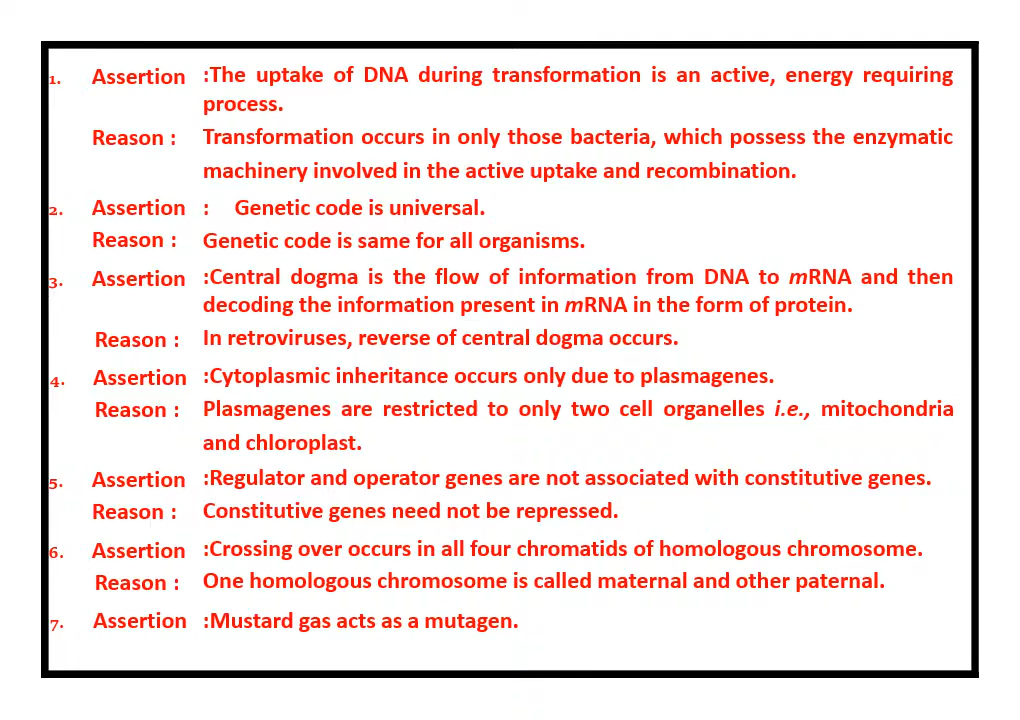 1. Assertion :The uptake of DNA during transformation is an active, energy requiring
process.
Reason : Transformation occurs in only those bacteria, which possess the enzymatic
machinery involved in the active uptake and recombination.
2. Assertion : Genetic code is universal.
Reason : Genetic code is same for all organisms.
3. Assertion :Central dogma is the flow of information from DNA to mRNA and then
decoding the information present in mRNA in the form of protein.
Reason : In retroviruses, reverse of central dogma occurs.
4. Assertion :Cytoplasmic inheritance occurs only due to plasmagenes.
Reason : Plasmagenes are restricted to only two cell organelles i.e., mitochondria
and chloroplast.
5. Assertion :Regulator and operator genes are not associated with constitutive genes.
Reason : Constitutive genes need not be repressed.
6. Assertion :Crossing over occurs in all four chromatids of homologous chromosome.
Reason : One homologous chromosome is called maternal and other paternal.
7. Assertion :Mustard gas acts as a mutagen.